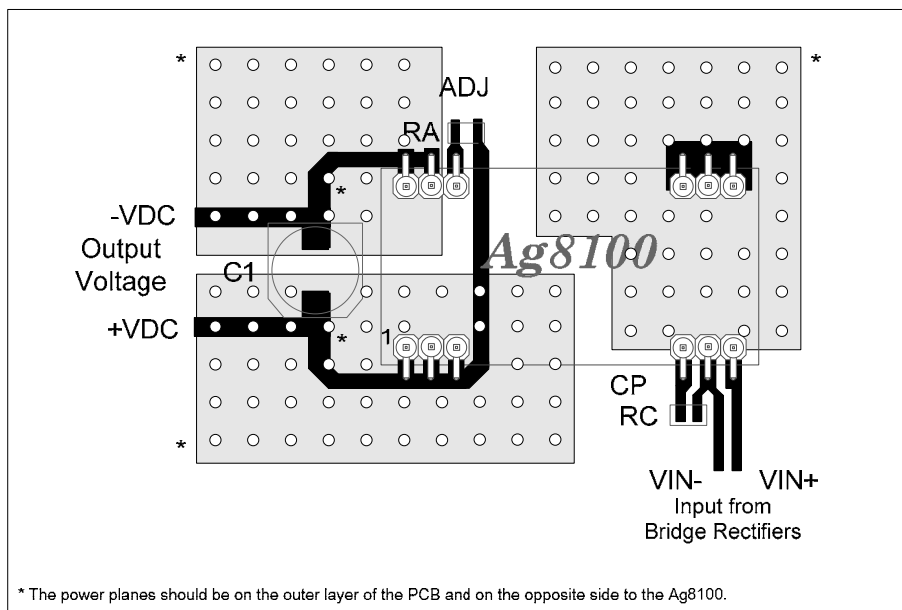 *
*
ADJ
RA
*
-VDC
Output
Voltage
C1
Ag8100
+VDC
*
1
CP
RC
*
VIN-
VIN+
Input from
Bridge Rectifiers
* The power planes should be on the outer layer of the PCB and on the opposite side to the Ag8100.